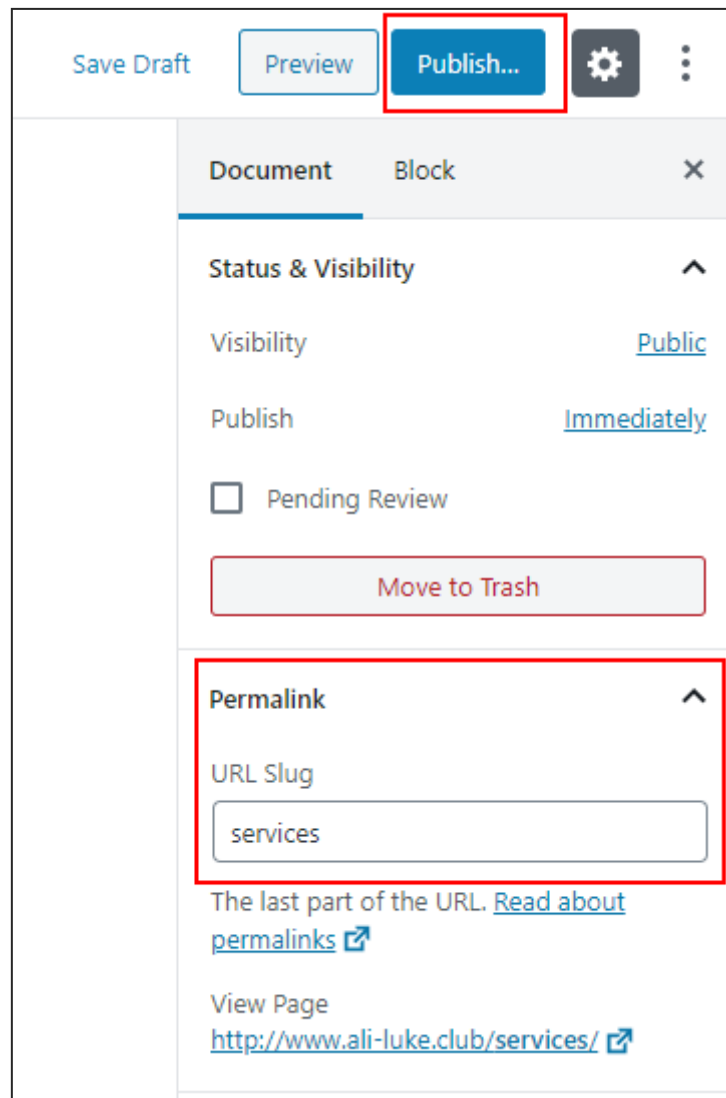 Save Draft Preview Publish...
Document Block
Status & Visibility
Visibility Public
Publish Immediately
Pending Review
Move to Trash
Permalink
URL Slug
services
The last part of the URL. Read about
permalinks
View Page
http://www.ali-luke.club/services/